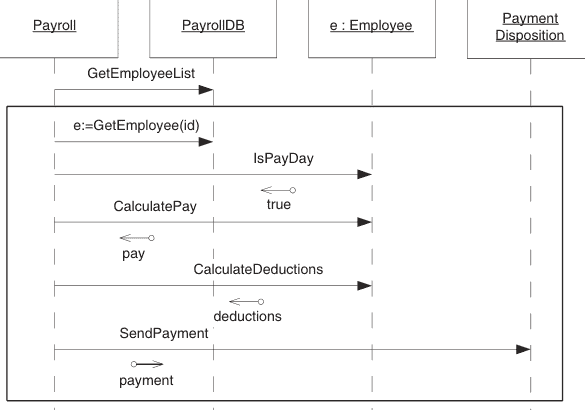 Payroll
PayrollDB
e : Employee
Payment
Disposition
GetEmployeeList
e:=GetEmployee(id)
IsPayDay
true
CalculatePay
pay
CalculateDeductions
deductions
SendPayment
payment